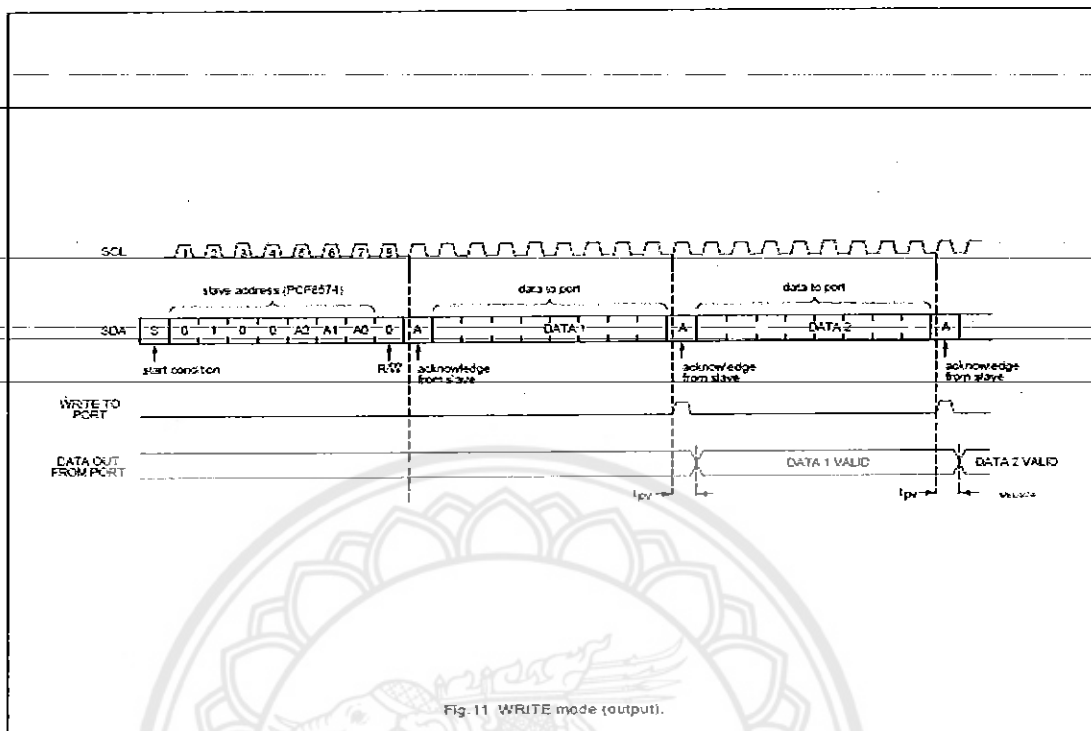 SCL 1 2 3 4 5 6 7 8
slave address (PCF8574) data to port data to port
SDA S 0 1 0 0 A2 A1 A0 0 A DATA 1 A DATA 2 A
start condition R/W acknowledge from slave acknowledge from slave acknowledge from slave
WRITE TO PORT
DATA OUT FROM PORT DATA 1 VALID DATA 2 VALID
tpv tpv
Fig.11 WRITE mode (output).